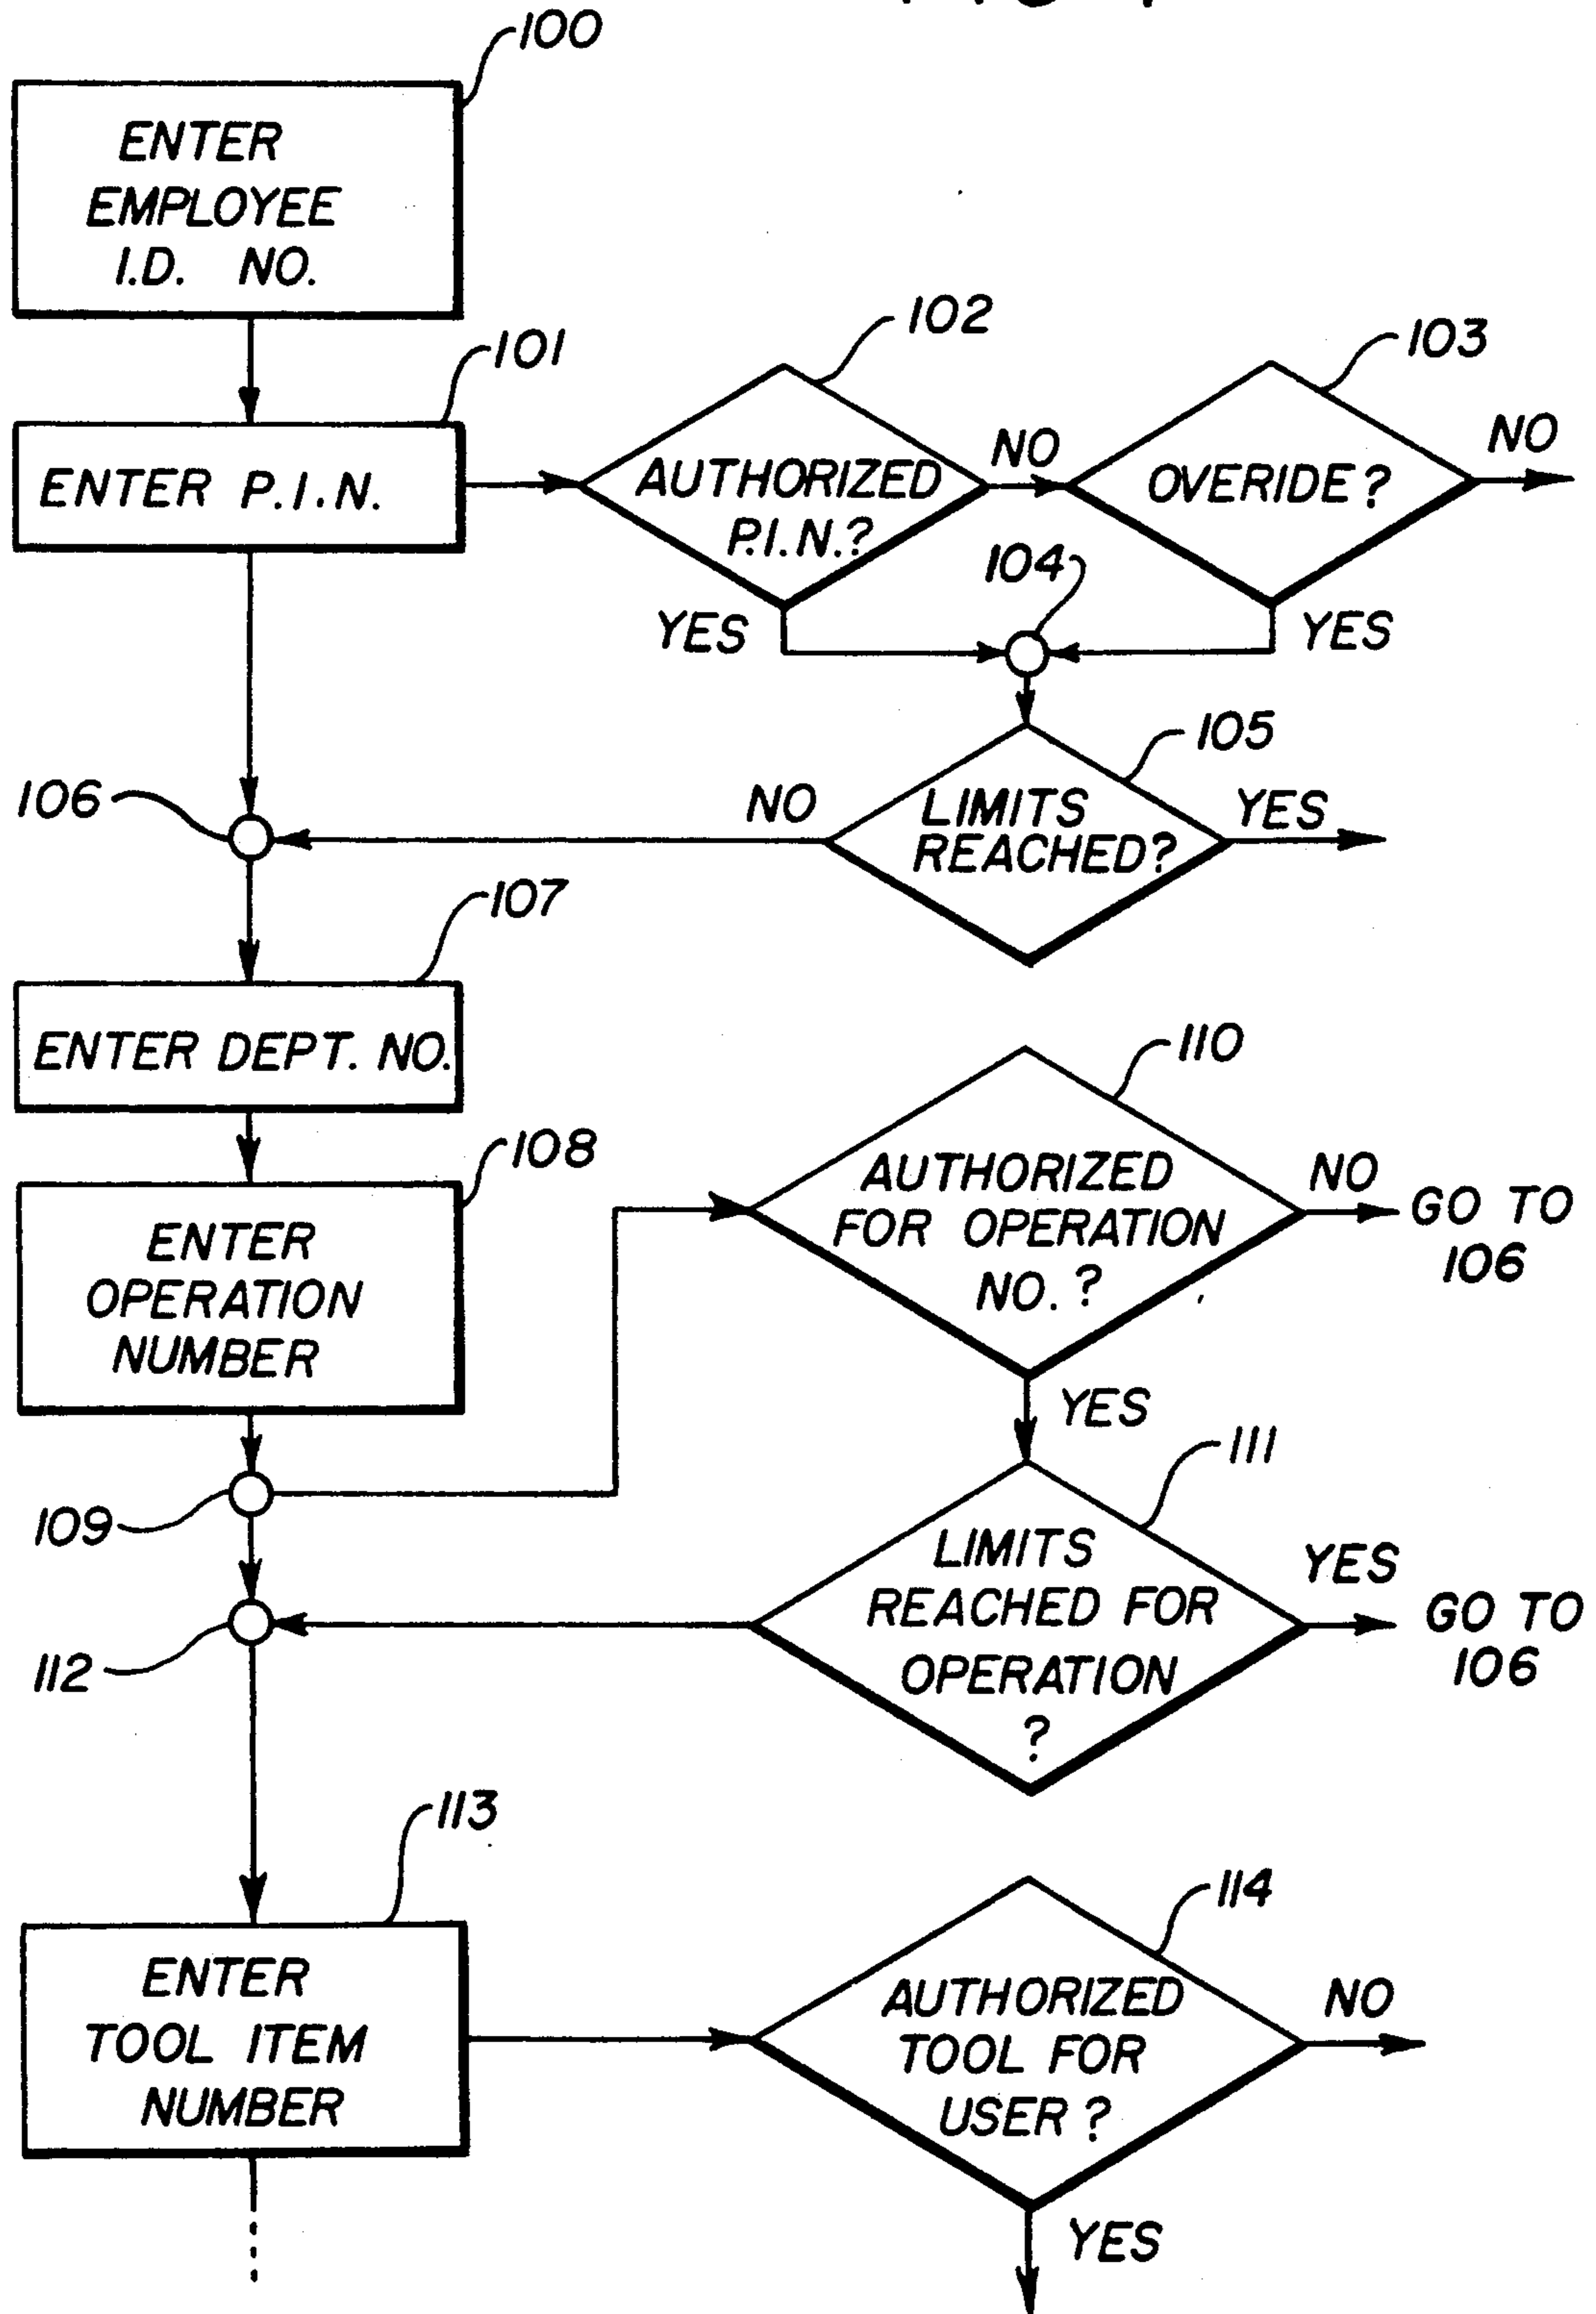 100
ENTER
EMPLOYEE
I.D. NO.
101
ENTER P.I.N.
102
AUTHORIZED
P.I.N.?
NO
YES
103
OVERIDE?
NO
YES
104
105
LIMITS
REACHED?
NO
YES
106
107
ENTER DEPT. NO.
108
ENTER
OPERATION
NUMBER
109
110
AUTHORIZED
FOR OPERATION
NO.?
NO
GO TO
106
YES
111
LIMITS
REACHED FOR
OPERATION
?
YES
GO TO
106
112
113
ENTER
TOOL ITEM
NUMBER
114
AUTHORIZED
TOOL FOR
USER?
NO
YES